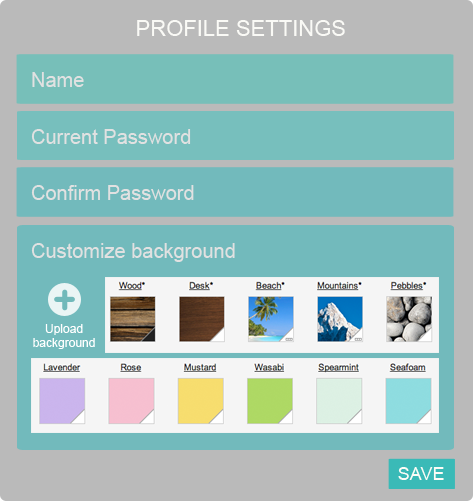 PROFILE SETTINGS
Name
Current Password
Confirm Password
Customize background
Wood* Desk* Beach* Mountains* Pebbles*
Upload
background
Lavender Rose Mustard Wasabi Spearmint Seafoam
SAVE